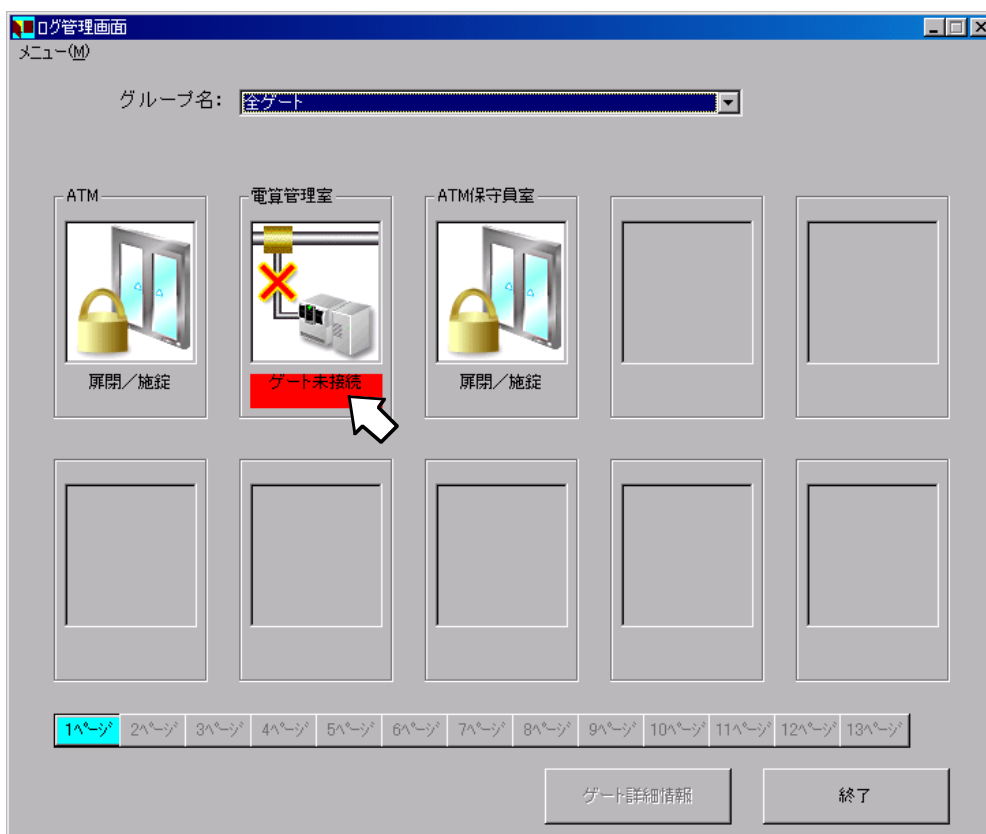 ログ管理画面
メニュー(M)
グループ名: 全ゲート
ATM 電算管理室 ATM保守員室
扉閉／施錠 ゲート未接続 扉閉／施錠
1ﾍﾟｰｼﾞ 2ﾍﾟｰｼﾞ 3ﾍﾟｰｼﾞ 4ﾍﾟｰｼﾞ 5ﾍﾟｰｼﾞ 6ﾍﾟｰｼﾞ 7ﾍﾟｰｼﾞ 8ﾍﾟｰｼﾞ 9ﾍﾟｰｼﾞ 10ﾍﾟｰｼﾞ 11ﾍﾟｰｼﾞ 12ﾍﾟｰｼﾞ 13ﾍﾟｰｼﾞ
ゲート詳細情報 終了